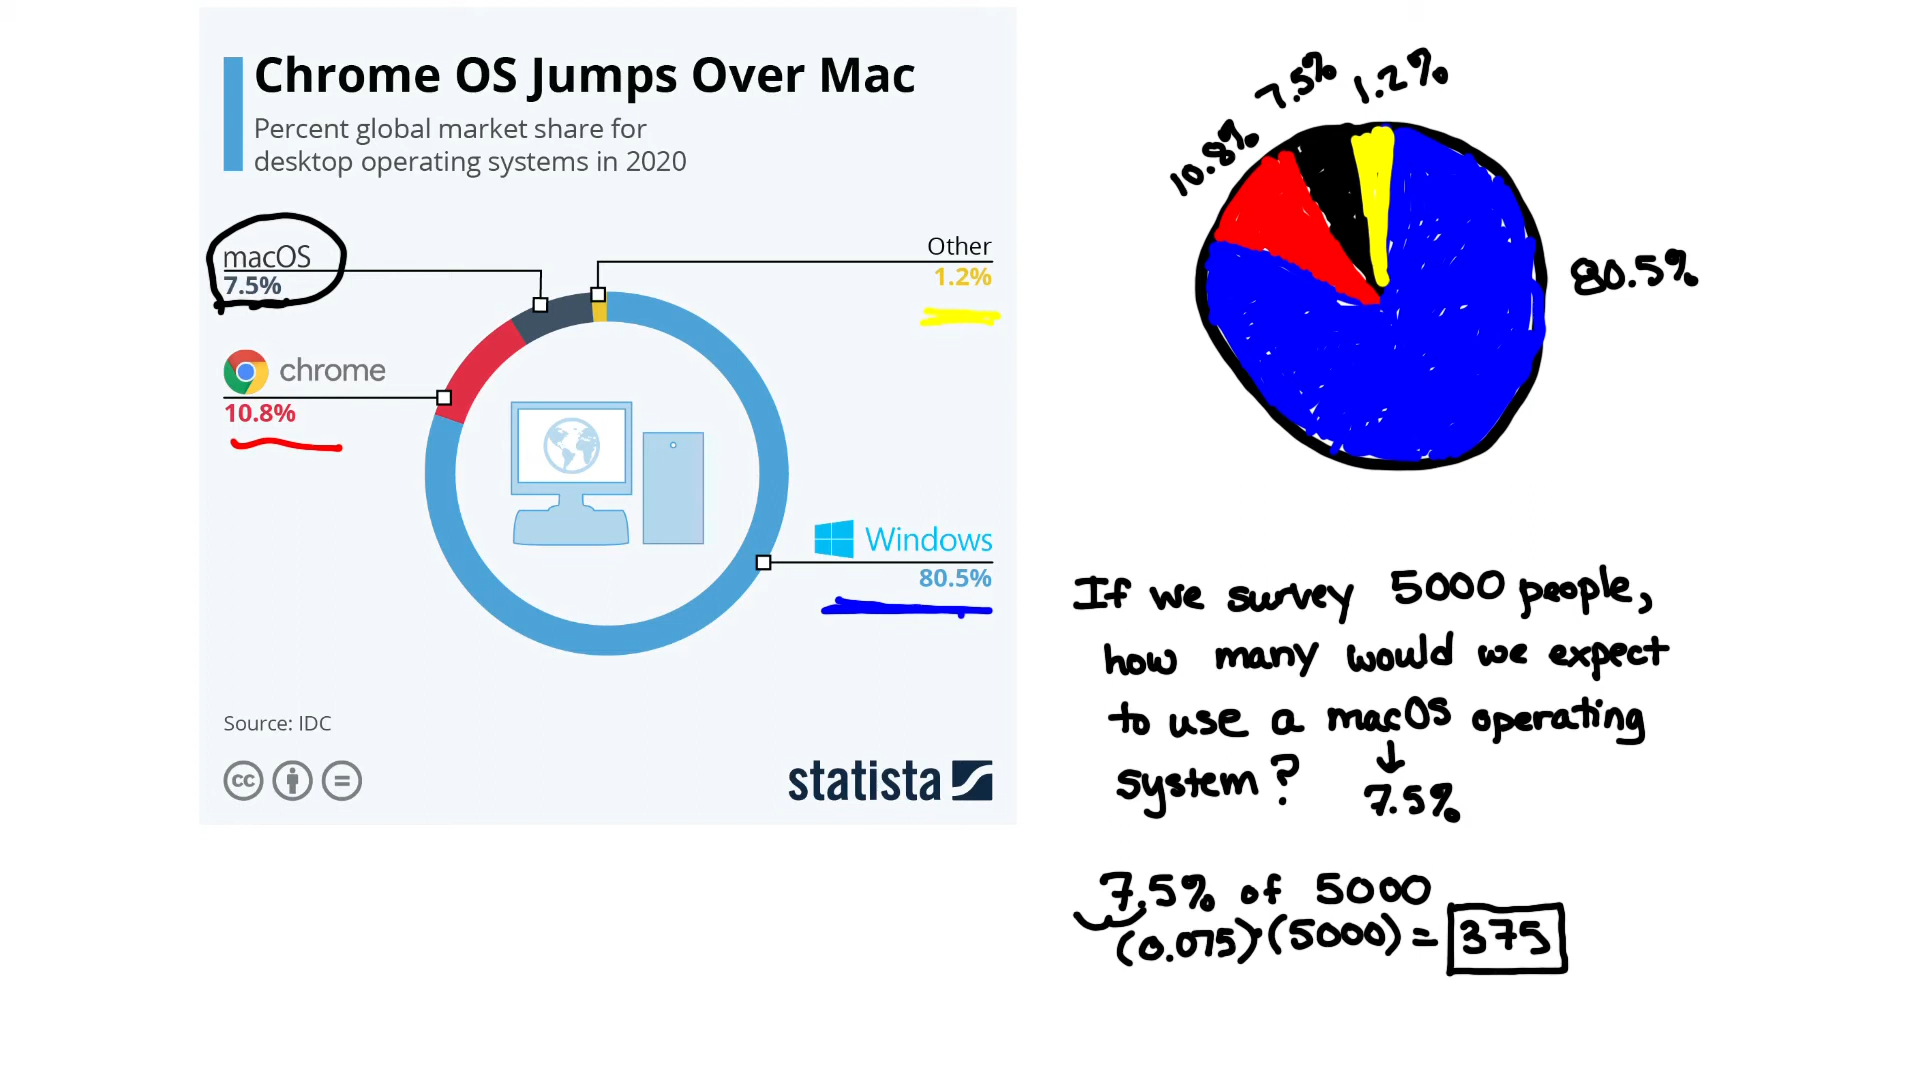 Chrome OS Jumps Over Mac
Percent global market share for
desktop operating systems in 2020
macOS
7.5%
Other
1.2%
chrome
10.8%
Windows
80.5%
Source: IDC
cc
statista
10.8%
7.5%
1.2%
80.5%
If we survey 5000 people,
how many would we expect
to use a macOS operating
system?
7.5%
7.5% of 5000
(0.075)·(5000) = 375